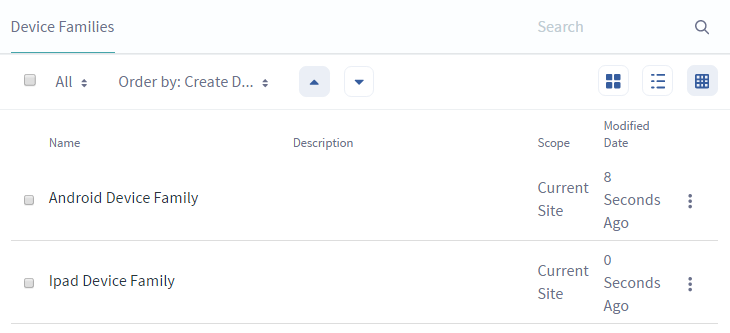 Device Families
Search
All
Order by: Create D...
Name
Description
Scope
Modified
Date
Android Device Family
Current
Site
8
Seconds
Ago
Ipad Device Family
Current
Site
0
Seconds
Ago